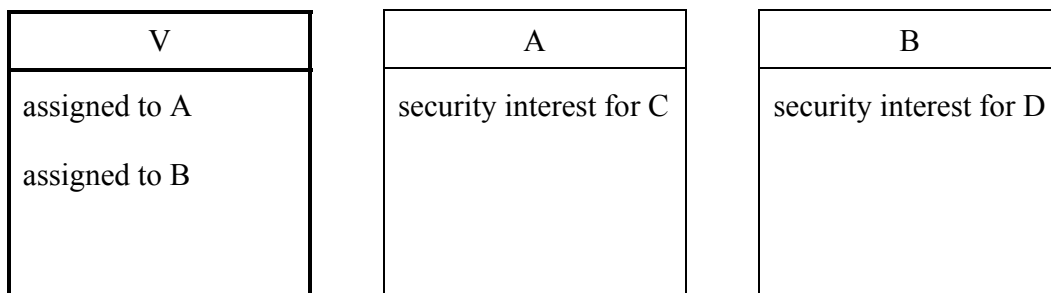 V
assigned to A
assigned to B
A
security interest for C
B
security interest for D